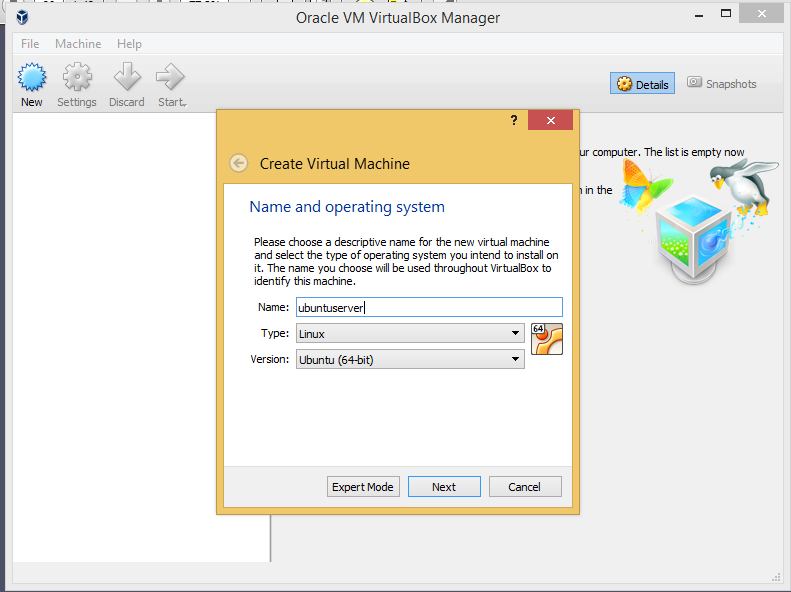 Oracle VM VirtualBox Manager
File Machine Help
New Settings Discard Start
Details Snapshots
ur computer. The list is empty now
n in the
?
Create Virtual Machine
Name and operating system
Please choose a descriptive name for the new virtual machine
and select the type of operating system you intend to install on
it. The name you choose will be used throughout VirtualBox to
identify this machine.
Name: ubuntuserver
Type: Linux
64
Version: Ubuntu (64-bit)
Expert Mode Next Cancel